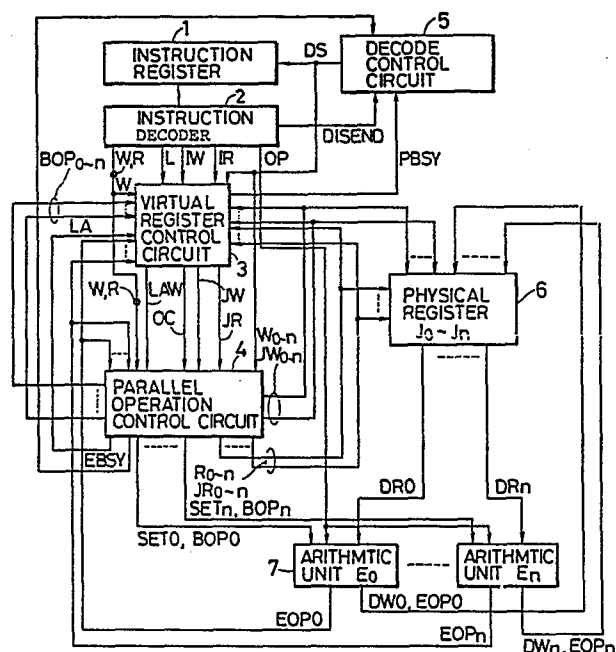 1
INSTRUCTION
REGISTER
DS
5
DECODE
CONTROL
CIRCUIT
2
INSTRUCTION
DECODER
DISEND
BOP0~n
W,R
L
IW
IR
OP
PBSY
W
LA
VIRTUAL
REGISTER
CONTROL
CIRCUIT
3
PHYSICAL
REGISTER
J0~Jn
6
W,R
LAW
OC
JW
JR
W0~n
JW0~n
4
PARALLEL
OPERATION
CONTROL CIRCUIT
EBSY
R0~n
JR0~n
SETn, BOPn
DR0
DRn
SET0, BOP0
7
ARITHMTIC
UNIT E0
ARITHMTIC
UNIT En
DW0, EOP0
EOP0
EOPn
DWn, EOPn